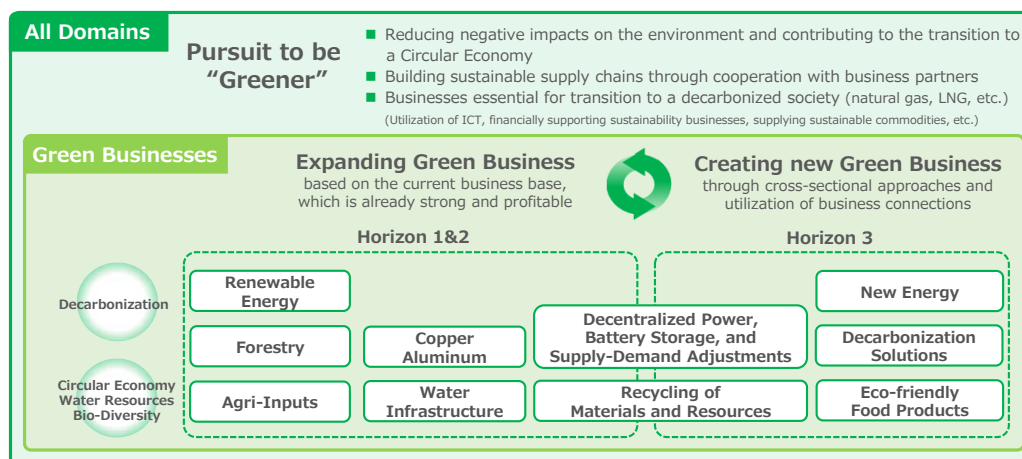 All Domains
Pursuit to be
“Greener”
■ Reducing negative impacts on the environment and contributing to the transition to
a Circular Economy
■ Building sustainable supply chains through cooperation with business partners
■ Businesses essential for transition to a decarbonized society (natural gas, LNG, etc.)
(Utilization of ICT, financially supporting sustainability businesses, supplying sustainable commodities, etc.)
Green Businesses
Expanding Green Business
based on the current business base,
which is already strong and profitable
Creating new Green Business
through cross-sectional approaches and
utilization of business connections
Horizon 1&2
Horizon 3
Decarbonization
Renewable
Energy
New Energy
Forestry
Copper
Aluminum
Decentralized Power,
Battery Storage, and
Supply-Demand Adjustments
Decarbonization
Solutions
Circular Economy
Water Resources
Bio-Diversity
Agri-Inputs
Water
Infrastructure
Recycling of
Materials and Resources
Eco-friendly
Food Products